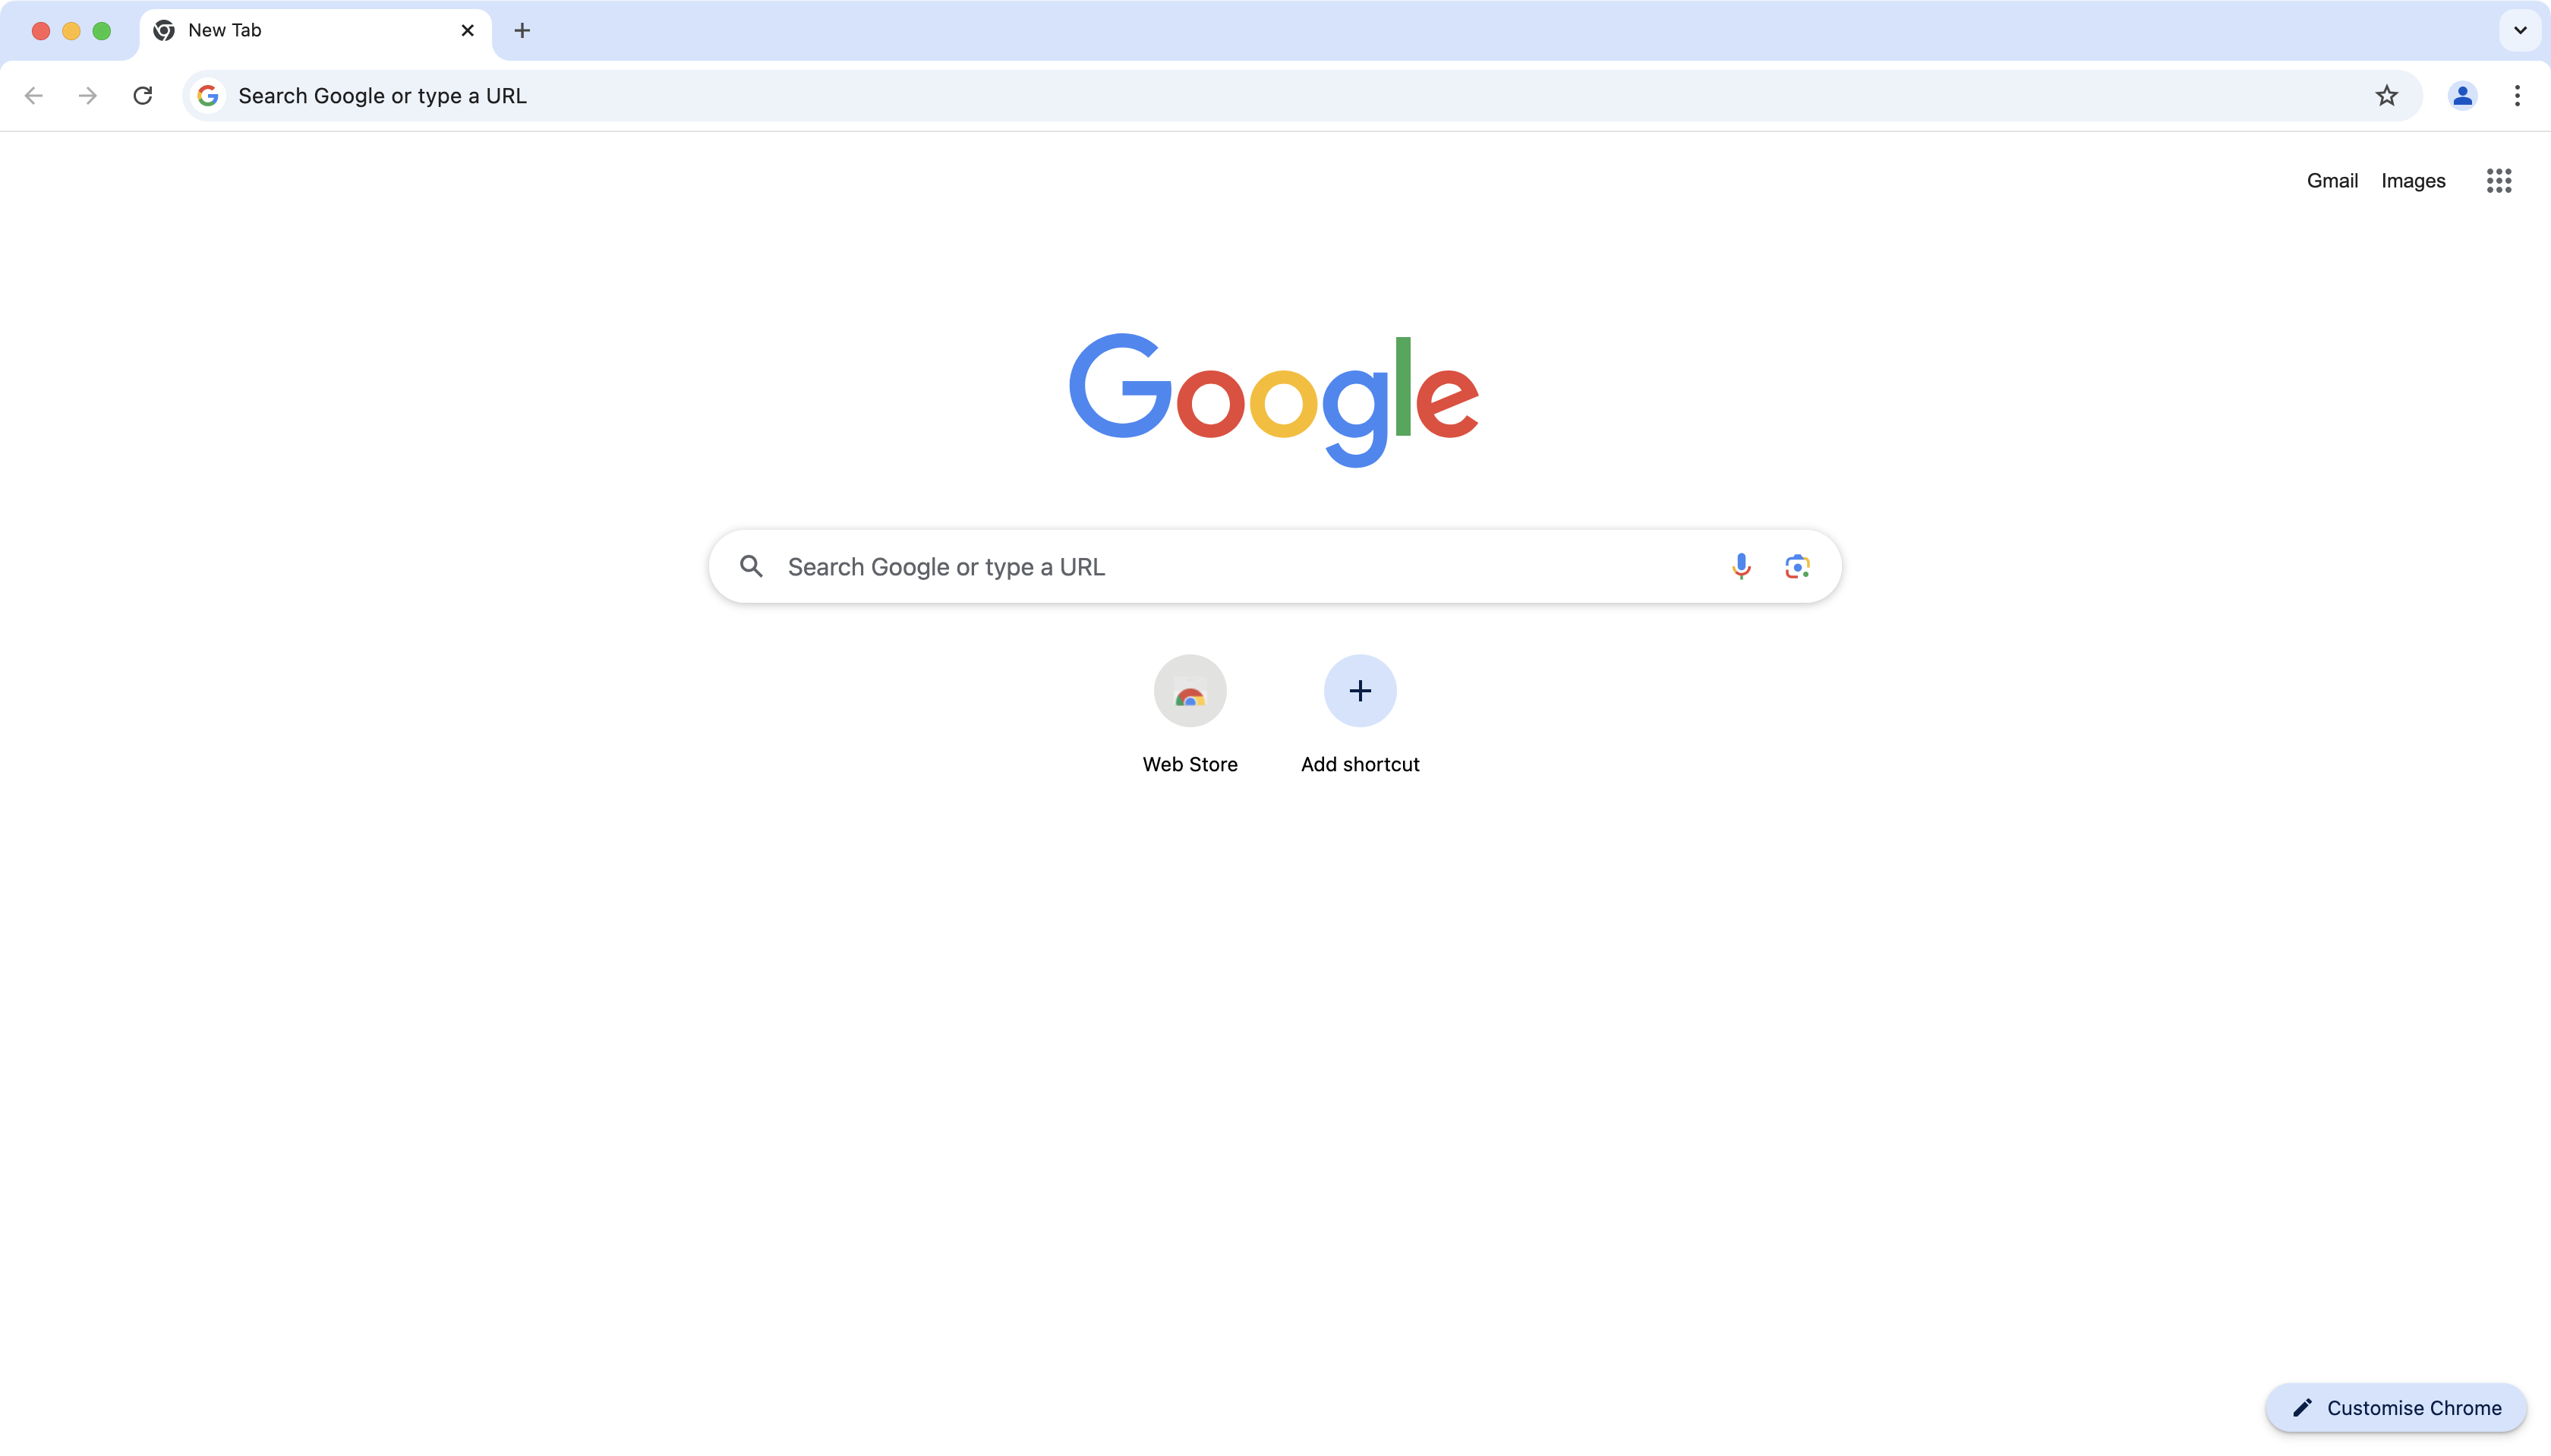 New Tab
Search Google or type a URL
Gmail Images
Google
Search Google or type a URL
Web Store Add shortcut
Customise Chrome